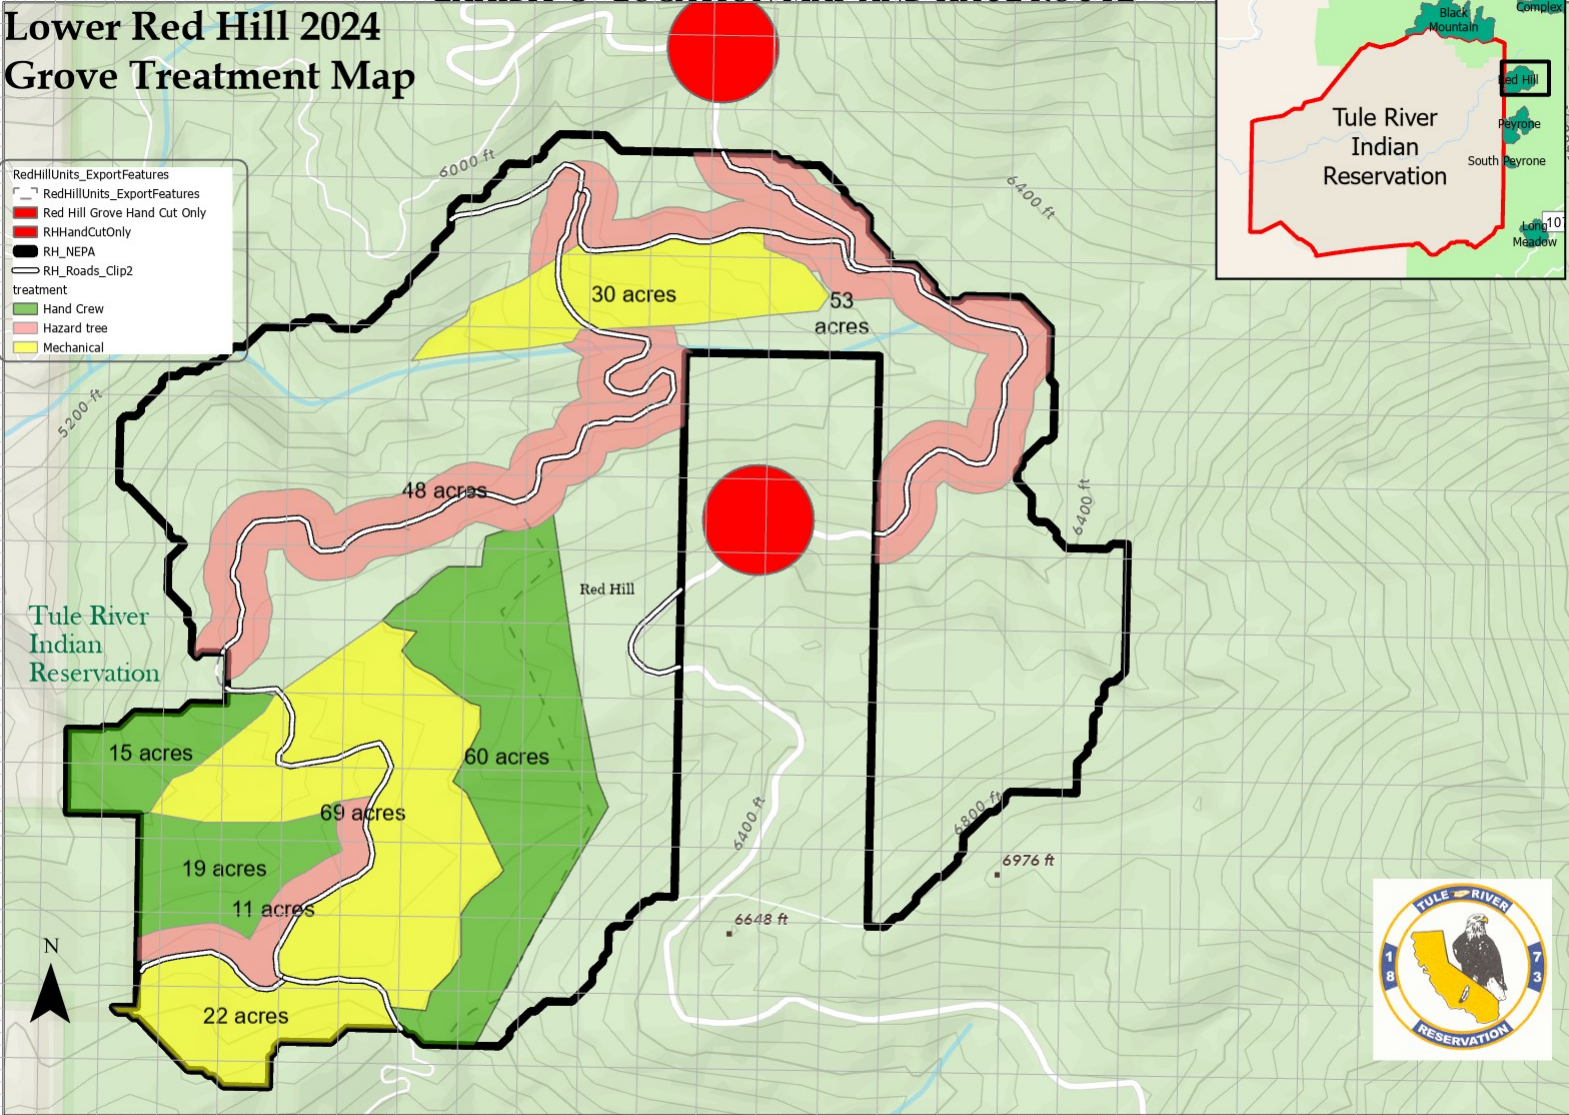 Lower Red Hill 2024
Grove Treatment Map
RedHillUnits_ExportFeatures
RedHillUnits_ExportFeatures
Red Hill Grove Hand Cut Only
RHHandCutOnly
RH_NEPA
RH_Roads_Clip2
treatment
Hand Crew
Hazard tree
Mechanical
Complex
Black
Mountain
Red Hill
Peyrone
South Peyrone
Long
Meadow
107
Tule River
Indian
Reservation
6000 ft
6400 ft
5200 ft
30 acres
53
acres
48 acres
6400 ft
Red Hill
Tule River
Indian
Reservation
15 acres
60 acres
69 acres
19 acres
11 acres
22 acres
6400 ft
6800 ft
6976 ft
6648 ft
N
TULE RIVER
18
73
RESERVATION